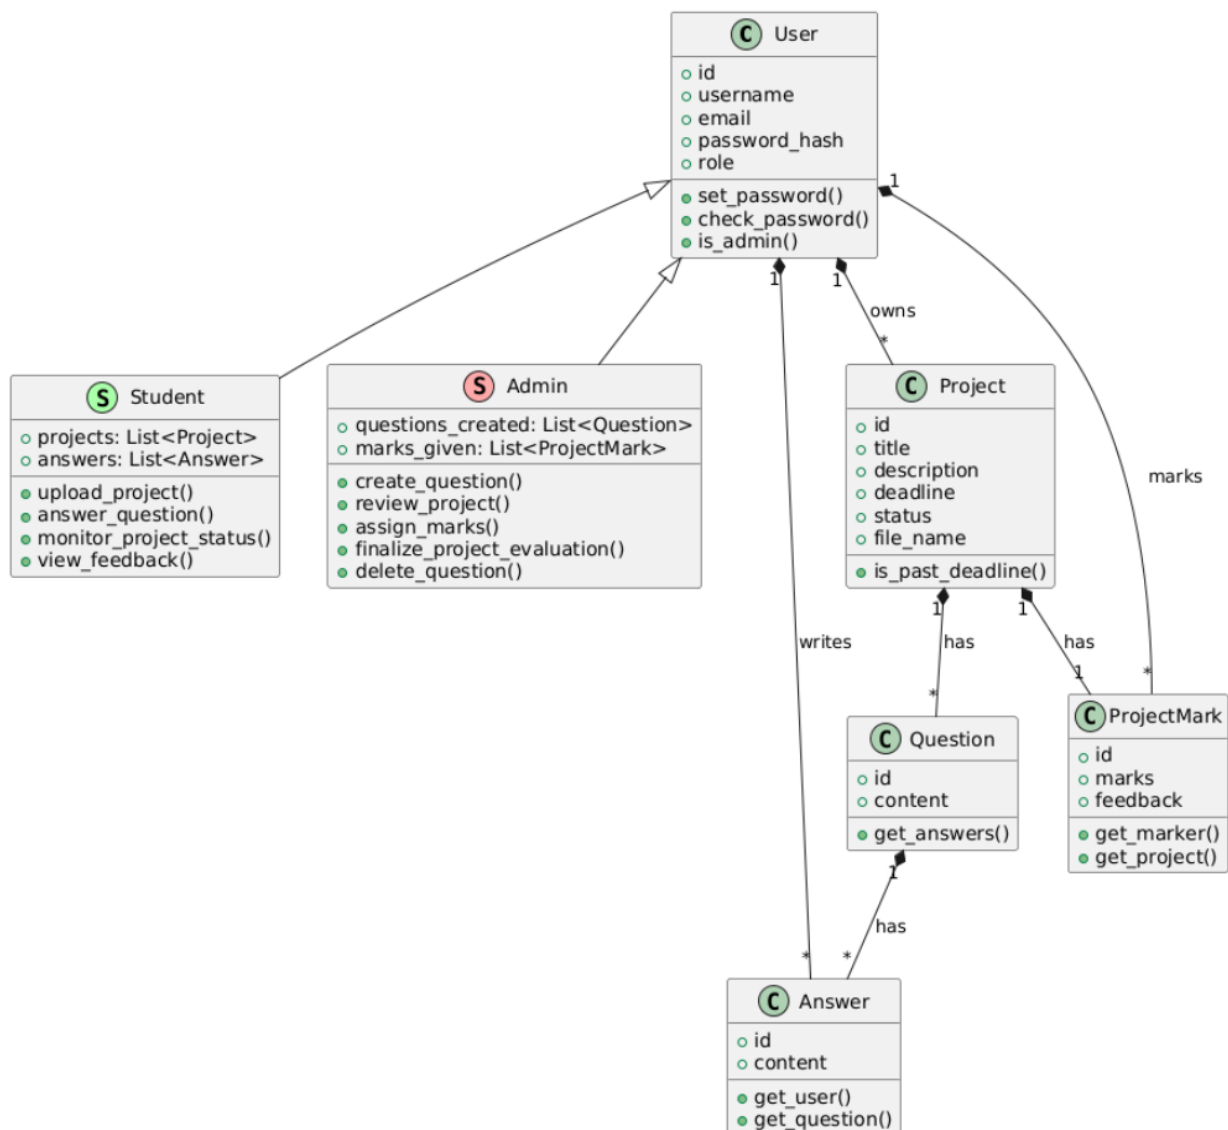 C User
id
username
email
password_hash
role
set_password()
check_password()
is_admin()
1
1
1
owns
*
S Student
projects: List<Project>
answers: List<Answer>
upload_project()
answer_question()
monitor_project_status()
view_feedback()
S Admin
questions_created: List<Question>
marks_given: List<ProjectMark>
create_question()
review_project()
assign_marks()
finalize_project_evaluation()
delete_question()
C Project
id
title
description
deadline
status
file_name
is_past_deadline()
marks
1
1
writes
has
has
*
1
*
C Question
id
content
get_answers()
C ProjectMark
id
marks
feedback
get_marker()
get_project()
1
has
*
*
C Answer
id
content
get_user()
get_question()